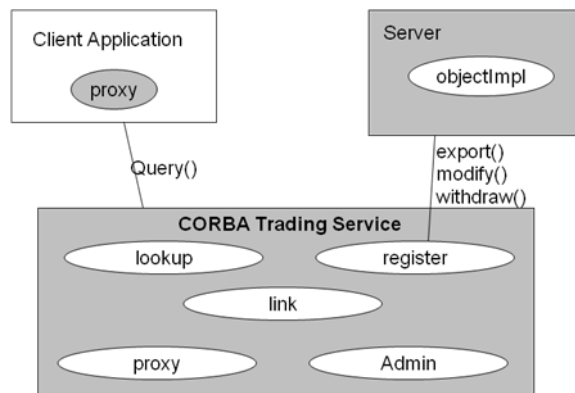 Client Application
proxy
Server
objectImpl
Query()
export()
modify()
withdraw()
CORBA Trading Service
lookup
register
link
proxy
Admin